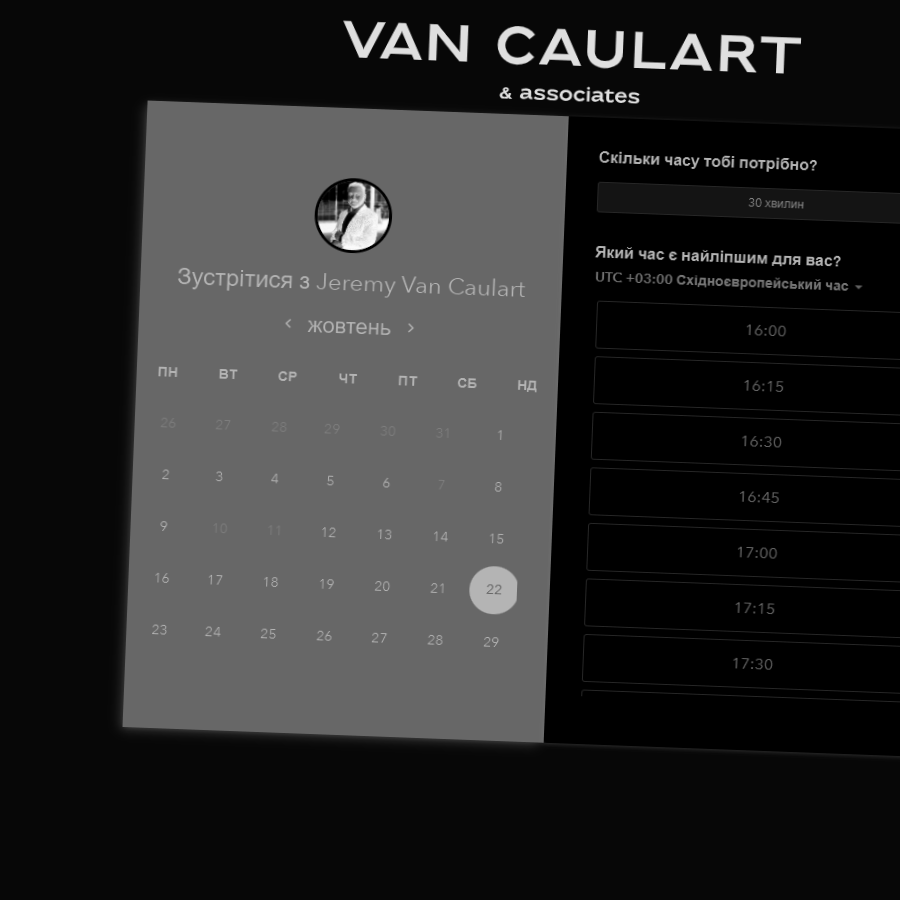 VAN CAULART
& associates
Зустрітися з Jeremy Van Caulart
‹ жовтень ›
ПН ВТ СР ЧТ ПТ СБ НД
26 27 28 29 30 31 1
2 3 4 5 6 7 8
9 10 11 12 13 14 15
16 17 18 19 20 21 22
23 24 25 26 27 28 29
Скільки часу тобі потрібно?
30 хвилин
Який час є найліпшим для вас?
UTC +03:00 Східноєвропейський час
16:00
16:15
16:30
16:45
17:00
17:15
17:30